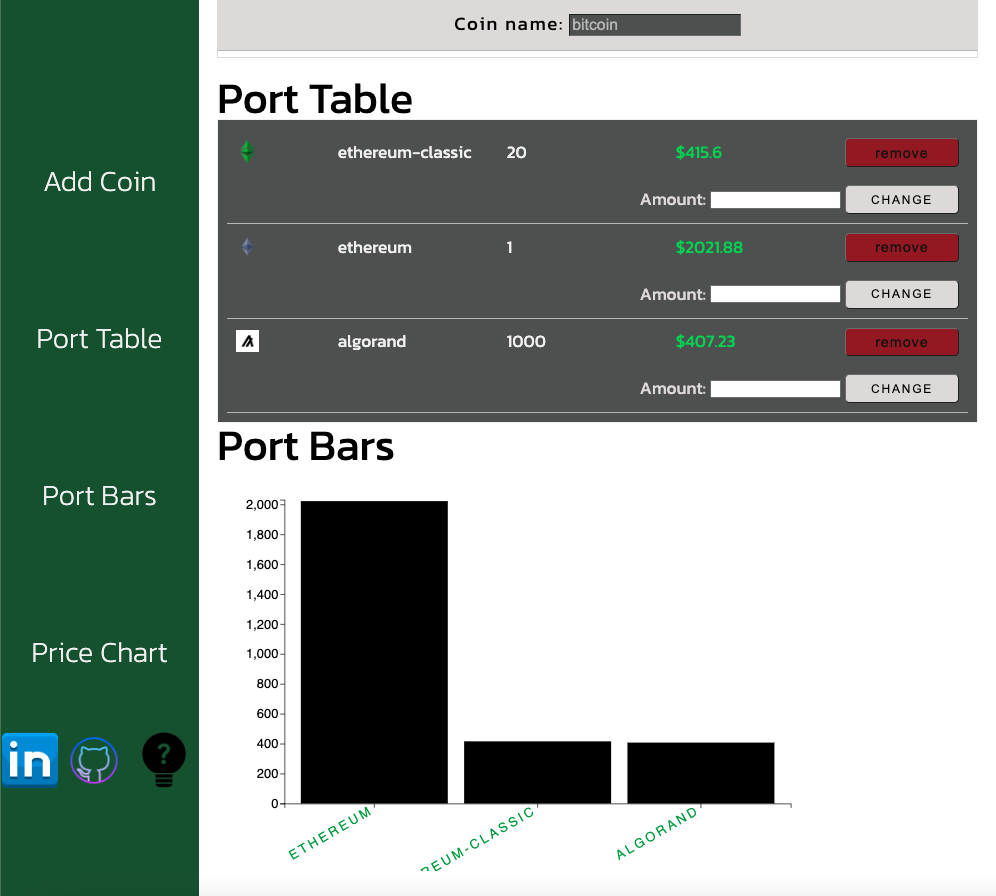 Coin name: bitcoin
Add Coin
Port Table
Port Bars
Price Chart
in
?
Port Table
ethereum-classic 20 $415.6 remove
Amount: CHANGE
ethereum 1 $2021.88 remove
Amount: CHANGE
algorand 1000 $407.23 remove
Amount: CHANGE
Port Bars
2,000
1,800
1,600
1,400
1,200
1,000
800
600
400
200
0
ETHEREUM
REUM-CLASSIC
ALGORAND